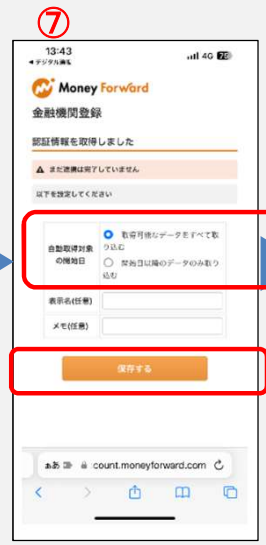 ⑦
13:43
4G
◀デジタル庁
Money Forward
金融機関登録
認証情報を取得しました
まだ連携は完了していません
以下を設定してください
自動取得対象の開始日
取得可能なデータをすべて取り込む
開始日以降のデータのみ取り込む
表示名(任意)
メモ(任意)
保存する
ぁあ
count.moneyforward.com